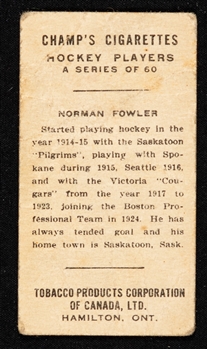 CHAMP'S CIGARETTES
HOCKEY PLAYERS
A SERIES OF 60
NORMAN FOWLER
Started playing hockey in the
year 1914-15 with the Saskatoon
"Pilgrims", playing with Spo-
kane during 1915, Seattle 1916,
and with the Victoria "Cou-
gars" from the year 1917 to
1923, joining the Boston Pro-
fessional Team in 1924. He has
always tended goal and his
home town is Saskatoon, Sask.
TOBACCO PRODUCTS CORPORATION
OF CANADA, LTD.
HAMILTON, ONT.